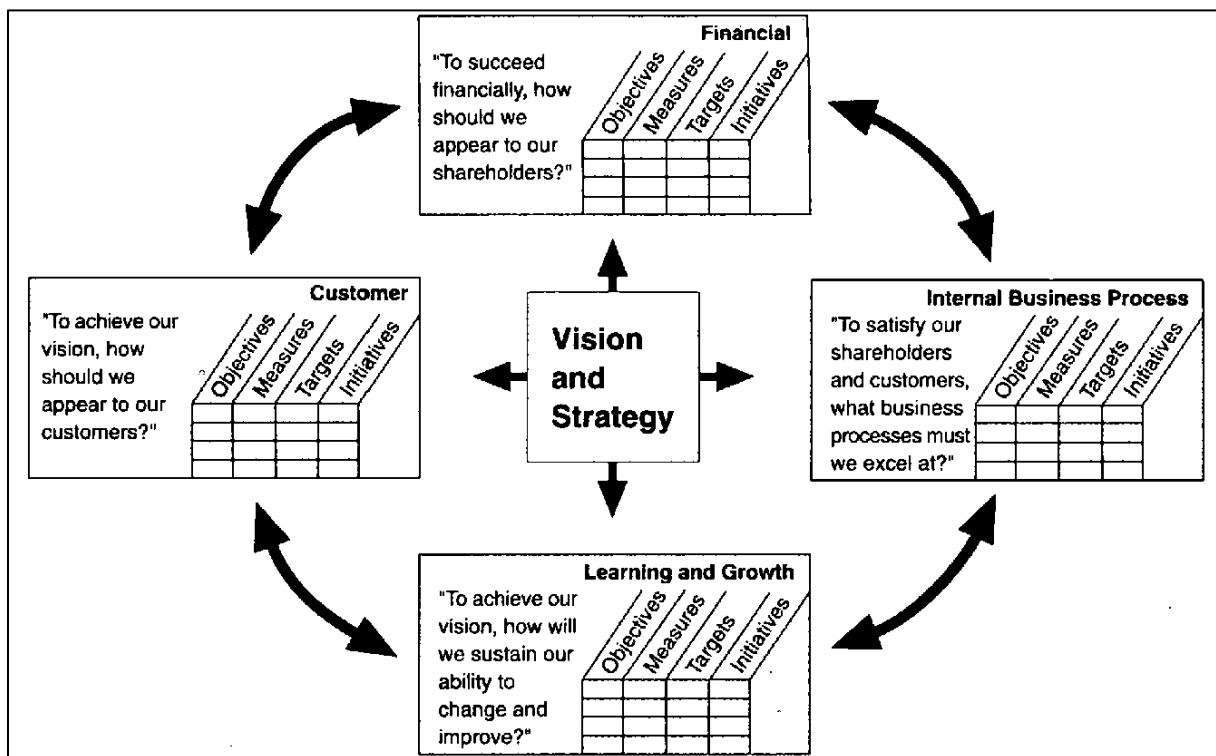 Financial
"To succeed
financially, how
should we
appear to our
shareholders?"
Objectives
Measures
Targets
Initiatives
Customer
"To achieve our
vision, how
should we
appear to our
customers?"
Objectives
Measures
Targets
Initiatives
Vision
and
Strategy
Internal Business Process
"To satisfy our
shareholders
and customers,
what business
processes must
we excel at?"
Objectives
Measures
Targets
Initiatives
Learning and Growth
"To achieve our
vision, how will
we sustain our
ability to
change and
improve?"
Objectives
Measures
Targets
Initiatives